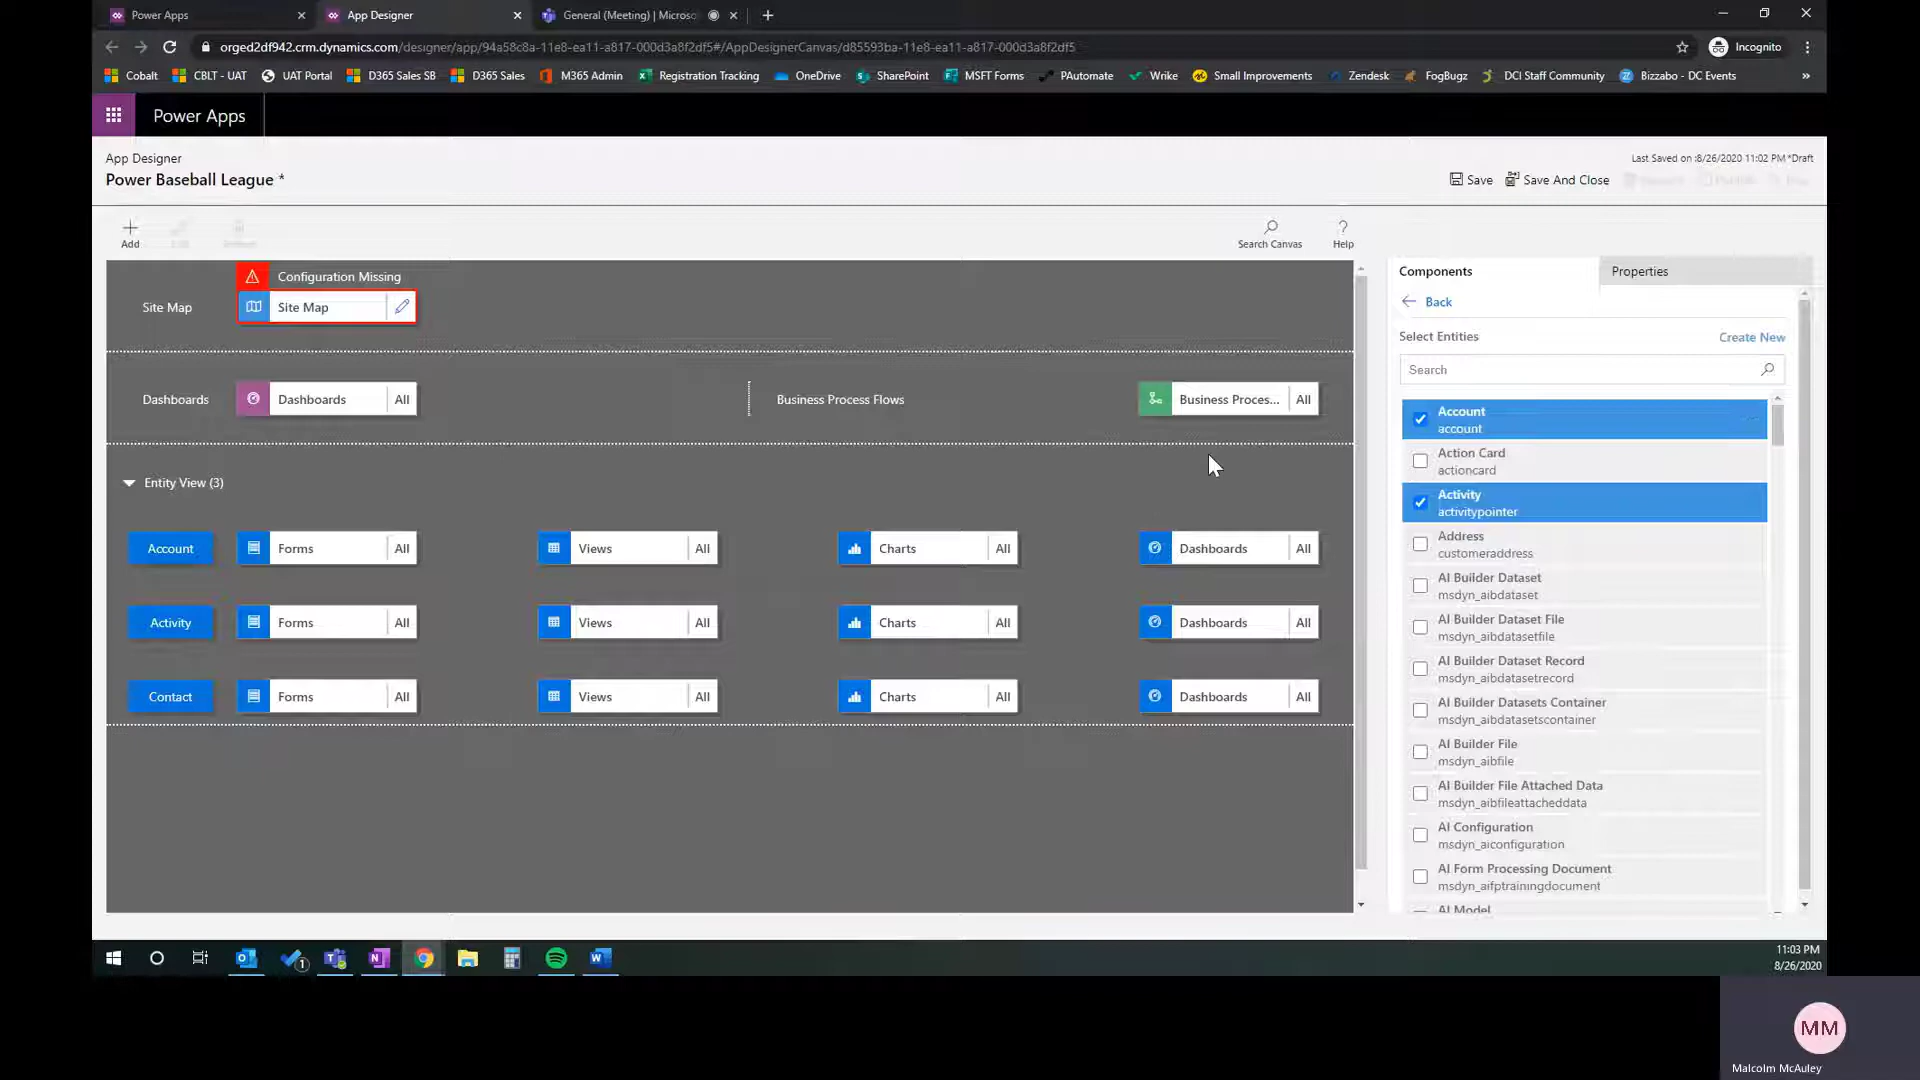 Power Apps
App Designer
General (Meeting) | Microso
orged2df942.crm.dynamics.com/designer/app/94a58c8a-11e8-ea11-a817-000d3a8f2df5#/AppDesignerCanvas/d85593ba-11e8-ea11-a817-000d3a8f2df5
Incognito
Cobalt CBLT - UAT UAT Portal D365 Sales SB D365 Sales M365 Admin Registration Tracking OneDrive SharePoint MSFT Forms PAutomate Wrike Small Improvements Zendesk FogBugz DCI Staff Community Bizzabo - DC Events »
Power Apps
App Designer
Power Baseball League *
Last Saved on :8/26/2020 11:02 PM *Draft
Save Save And Close
Add
Search Canvas
Help
Configuration Missing
Site Map
Site Map
Dashboards
Dashboards All
Business Process Flows
Business Proces... All
Entity View (3)
Account Forms All Views All Charts All Dashboards All
Activity Forms All Views All Charts All Dashboards All
Contact Forms All Views All Charts All Dashboards All
Components
Properties
Back
Select Entities
Create New
Search
Account
account
Action Card
actioncard
Activity
activitypointer
Address
customeraddress
AI Builder Dataset
msdyn_aibdataset
AI Builder Dataset File
msdyn_aibdatasetfile
AI Builder Dataset Record
msdyn_aibdatasetrecord
AI Builder Datasets Container
msdyn_aibdatasetscontainer
AI Builder File
msdyn_aibfile
AI Builder File Attached Data
msdyn_aibfileattacheddata
AI Configuration
msdyn_aiconfiguration
AI Form Processing Document
msdyn_aifptrainingdocument
AI Model
1
11:03 PM
8/26/2020
MM
Malcolm McAuley